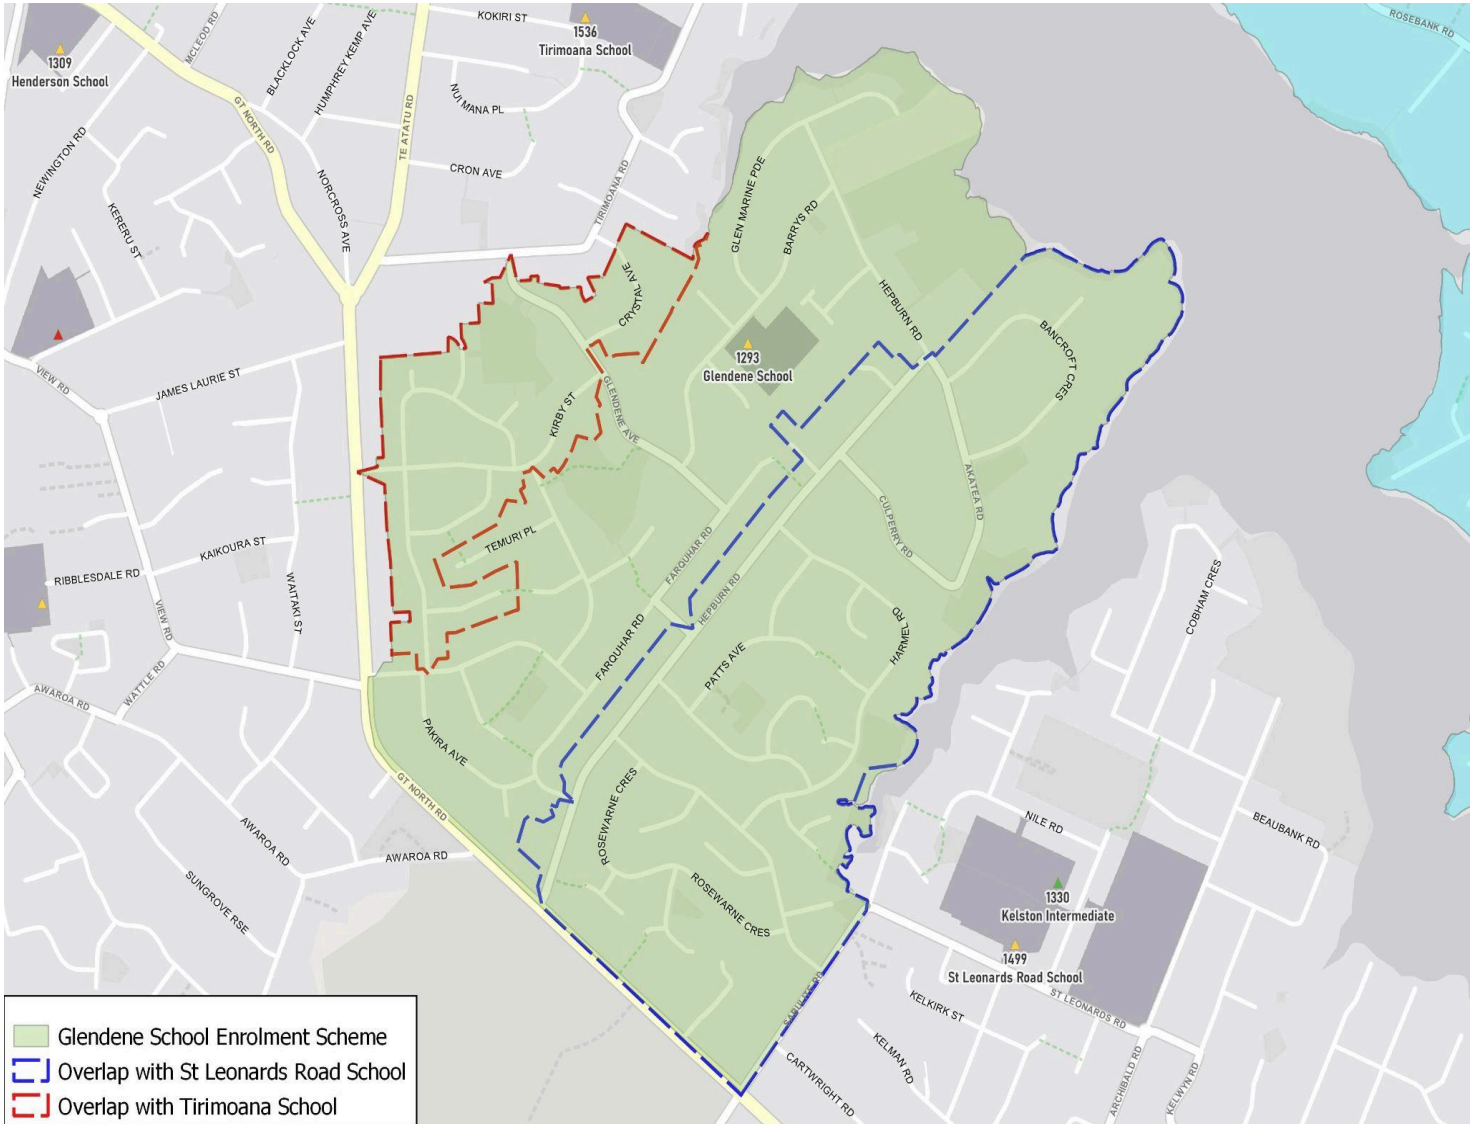 ROSEBANK RD
KOKIRI ST
1536
Tirimoana School
MCLEOD RD
BLACKLOCK AVE
HUMPHREY KEMP AVE
1309
Henderson School
GT NORTH RD
TE ATATU RD
NUI MANA PL
CRON AVE
NEWINGTON RD
NORCROSS AVE
TIRIMOANA RD
KERERU ST
GLEN MARINE PDE
BARRYS RD
CRYSTAL AVE
HEPBURN RD
BANCROFT CRES
1293
Glendene School
VIEW RD
JAMES LAURIE ST
KIRBY ST
GLENDENE AVE
AKATEA RD
CULPERRY RD
TEMURI PL
KAIKOURA ST
FARQUHAR RD
RIBBLESDALE RD
WAITAKI ST
HEPBURN RD
VIEW RD
COBHAM CRES
HARMEL RD
FARQUHAR RD
PATTS AVE
WATTLE RD
AWAROA RD
PAKIRA AVE
GT NORTH RD
ROSEWARNE CRES
NILE RD
BEAUBANK RD
AWAROA RD
AWAROA RD
SUNGROVE RSE
ROSEWARNE CRES
1330
Kelston Intermediate
1499
St Leonards Road School
SABULITE RD
KELKIRK ST
ST LEONARDS RD
KELMAN RD
CARTWRIGHT RD
ARCHIBALD RD
KELWYN RD
Glendene School Enrolment Scheme
Overlap with St Leonards Road School
Overlap with Tirimoana School